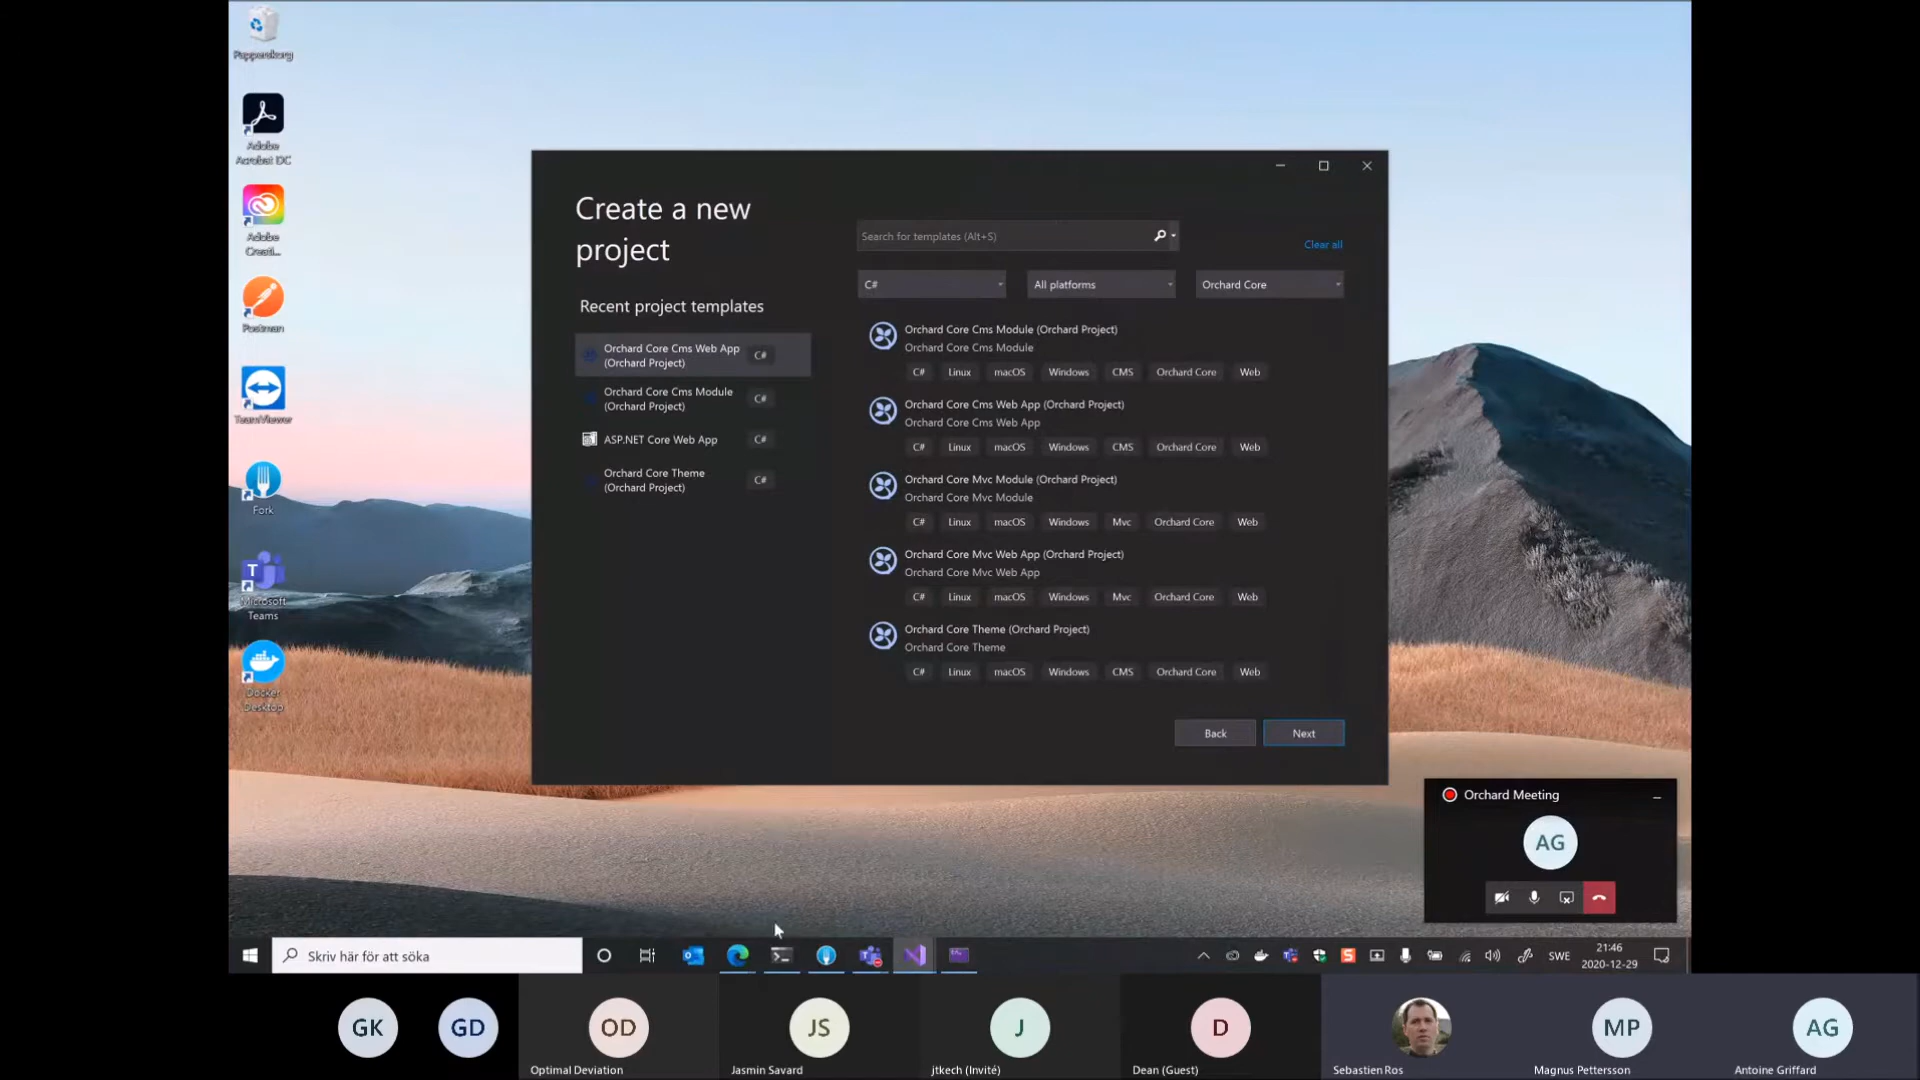 Papperskorg
Adobe
Acrobat DC
Adobe
Creati...
Postman
TeamViewer
Fork
Microsoft
Teams
Docker
Desktop
Create a new
project
Recent project templates
Orchard Core Cms Web App
(Orchard Project)
C#
Orchard Core Cms Module
(Orchard Project)
C#
ASP.NET Core Web App
C#
Orchard Core Theme
(Orchard Project)
C#
Search for templates (Alt+S)
Clear all
C#
All platforms
Orchard Core
Orchard Core Cms Module (Orchard Project)
Orchard Core Cms Module
C# Linux macOS Windows CMS Orchard Core Web
Orchard Core Cms Web App (Orchard Project)
Orchard Core Cms Web App
C# Linux macOS Windows CMS Orchard Core Web
Orchard Core Mvc Module (Orchard Project)
Orchard Core Mvc Module
C# Linux macOS Windows Mvc Orchard Core Web
Orchard Core Mvc Web App (Orchard Project)
Orchard Core Mvc Web App
C# Linux macOS Windows Mvc Orchard Core Web
Orchard Core Theme (Orchard Project)
Orchard Core Theme
C# Linux macOS Windows CMS Orchard Core Web
Back
Next
Orchard Meeting
AG
Skriv här för att söka
SWE
21:46
2020-12-29
GK
GD
OD
Optimal Deviation
JS
Jasmin Savard
J
jtkech (Invité)
D
Dean (Guest)
Sebastien Ros
MP
Magnus Pettersson
AG
Antoine Griffard